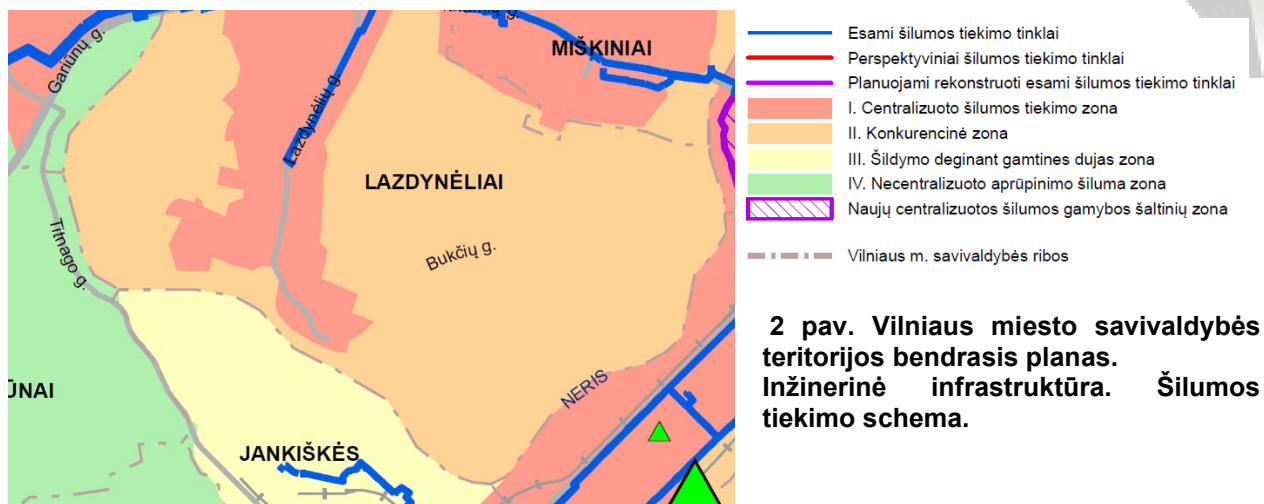 Gariūnų g.
Lazdynėlių g.
MIŠKINIAI
LAZDYNĖLIAI
Bukčių g.
Titnago g.
NERIS
JANKIŠKĖS
Esami šilumos tiekimo tinklai
Perspektyviniai šilumos tiekimo tinklai
Planuojami rekonstruoti esami šilumos tiekimo tinklai
I. Centralizuoto šilumos tiekimo zona
II. Konkurencinė zona
III. Šildymo deginant gamtines dujas zona
IV. Necentralizuoto aprūpinimo šiluma zona
Naujų centralizuotos šilumos gamybos šaltinių zona
Vilniaus m. savivaldybės ribos
2 pav. Vilniaus miesto savivaldybės
teritorijos bendrasis planas.
Inžinerinė infrastruktūra. Šilumos
tiekimo schema.